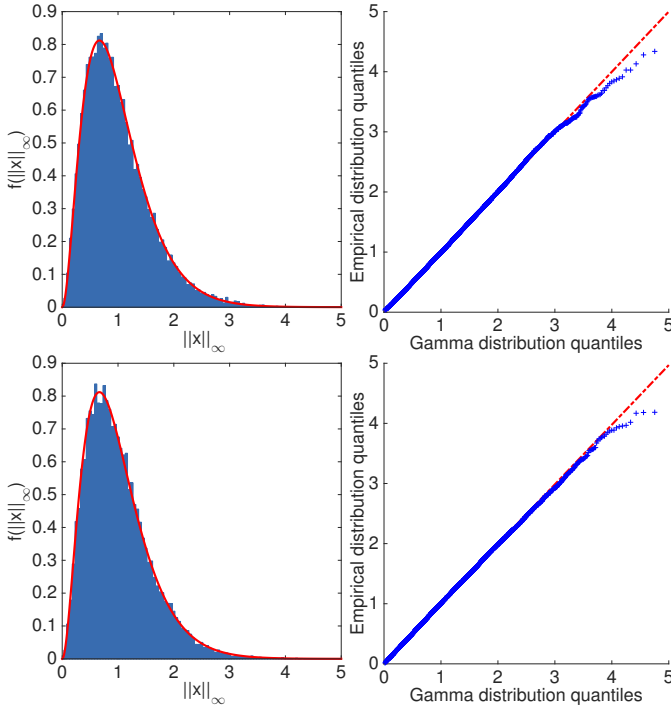 0.9
0.8
0.7
0.6
0.5
0.4
0.3
0.2
0.1
0
f(||x||∞)
0 1 2 3 4 5
||x||∞
5
4
3
2
1
0
Empirical distribution quantiles
0 1 2 3 4 5
Gamma distribution quantiles
0.9
0.8
0.7
0.6
0.5
0.4
0.3
0.2
0.1
0
f(||x||∞)
0 1 2 3 4 5
||x||∞
5
4
3
2
1
0
Empirical distribution quantiles
0 1 2 3 4 5
Gamma distribution quantiles